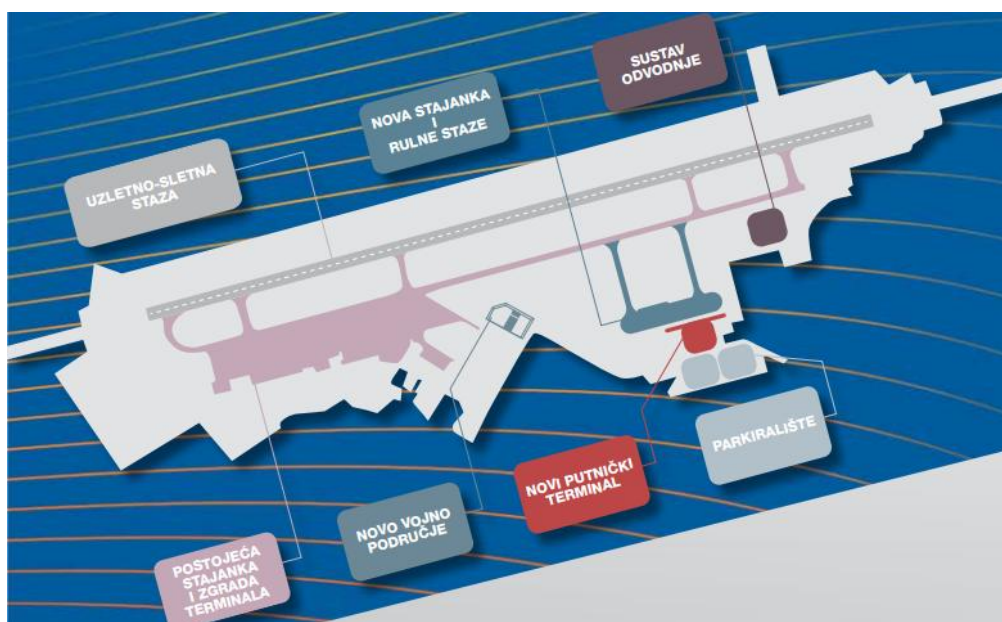 SUSTAV
ODVODNJE
NOVA STAJANKA
I
RULNE STAZE
UZLETNO-SLETNA
STAZA
PARKIRALIŠTE
NOVI PUTNIČKI
TERMINAL
NOVO VOJNO
PODRUČJE
POSTOJEĆA
STAJANKA
I ZGRADA
TERMINALA